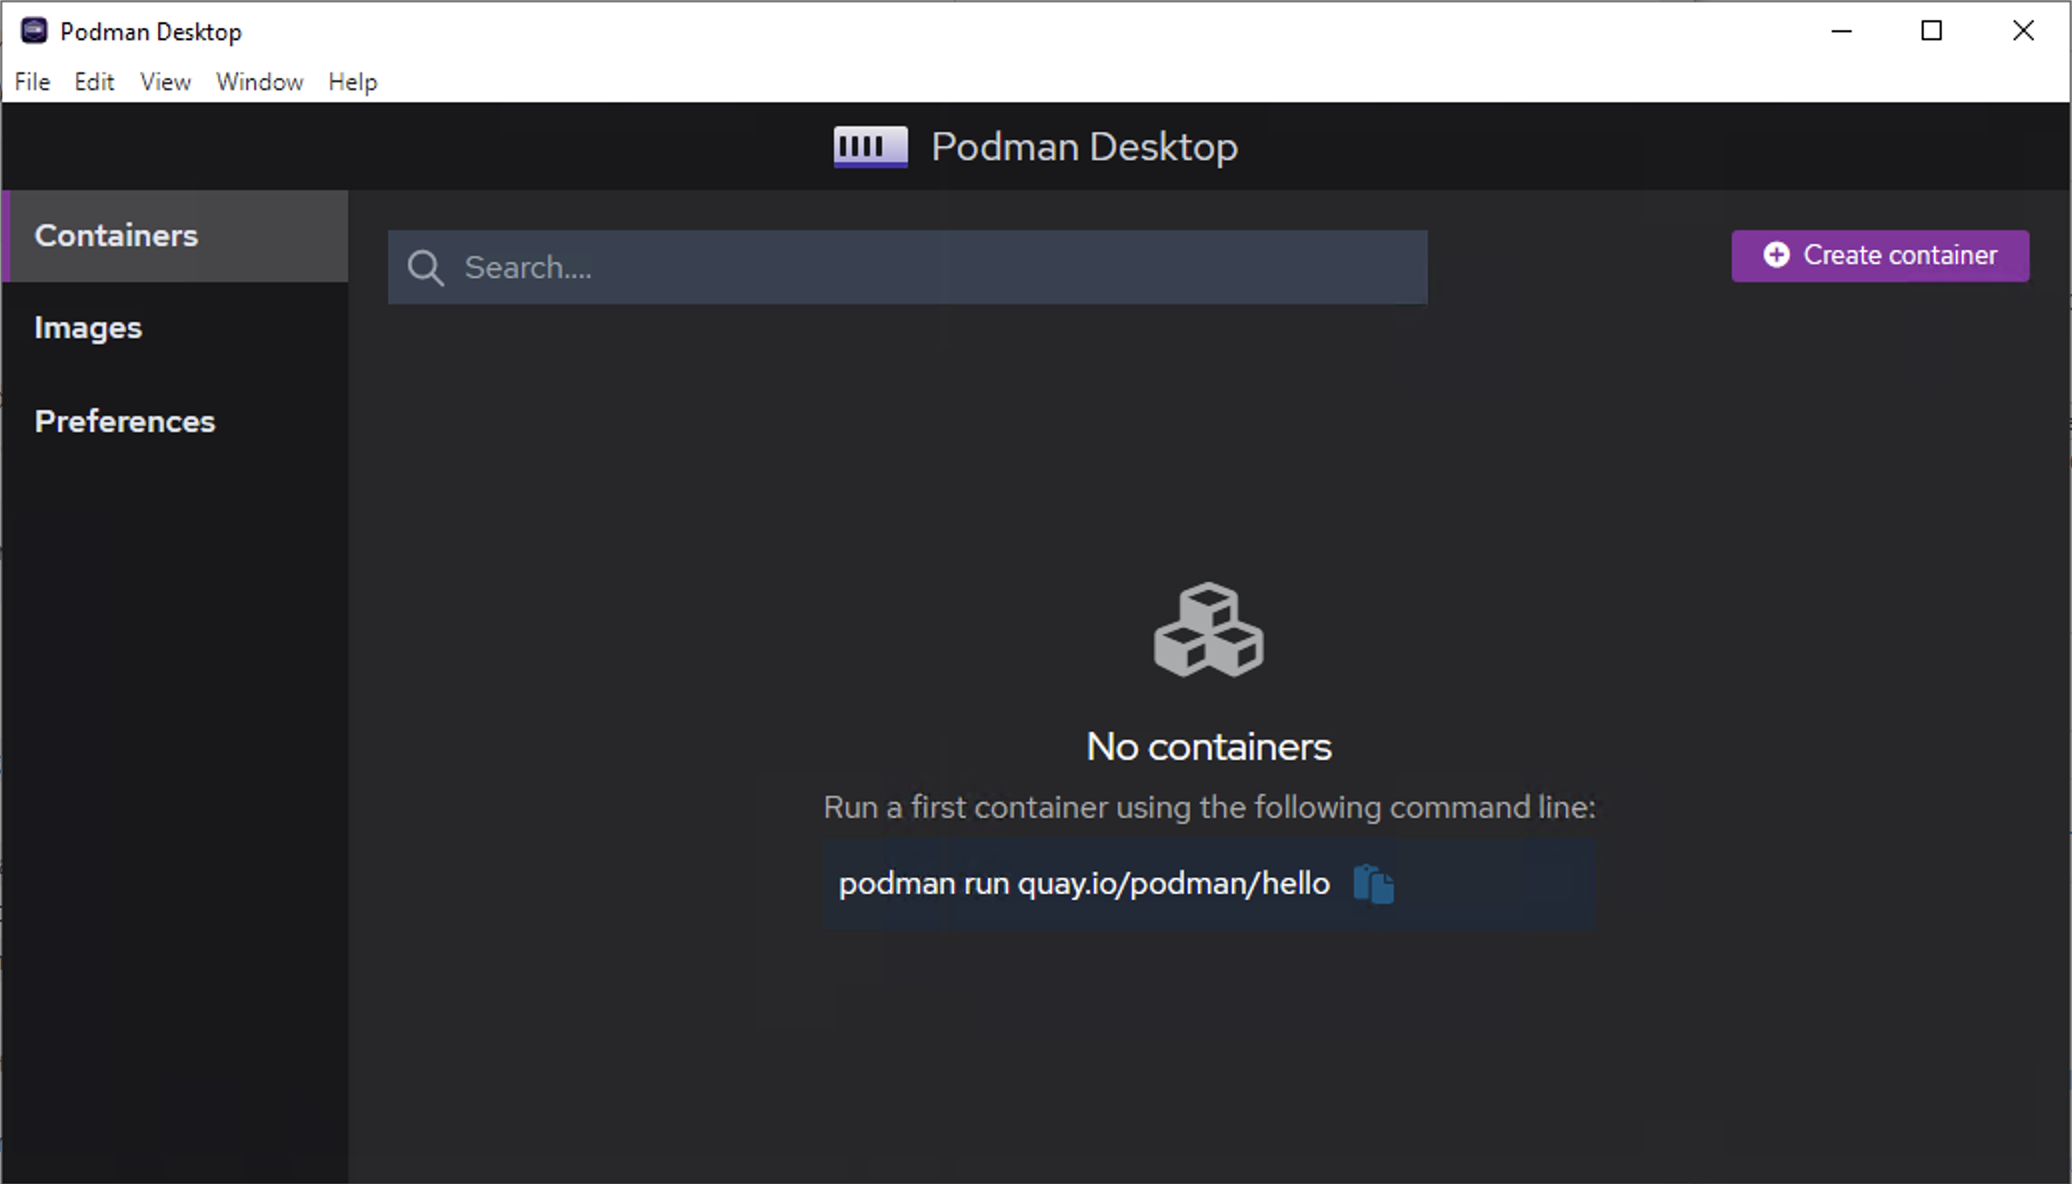 Podman Desktop
File Edit View Window Help
Podman Desktop
Containers
Images
Preferences
Search....
Create container
No containers
Run a first container using the following command line:
podman run quay.io/podman/hello